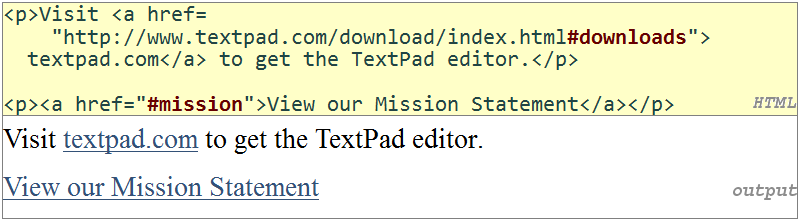 <p>Visit <a href=
"http://www.textpad.com/download/index.html#downloads">
textpad.com</a> to get the TextPad editor.</p>
<p><a href="#mission">View our Mission Statement</a></p>
HTML
Visit textpad.com to get the TextPad editor.
View our Mission Statement
output